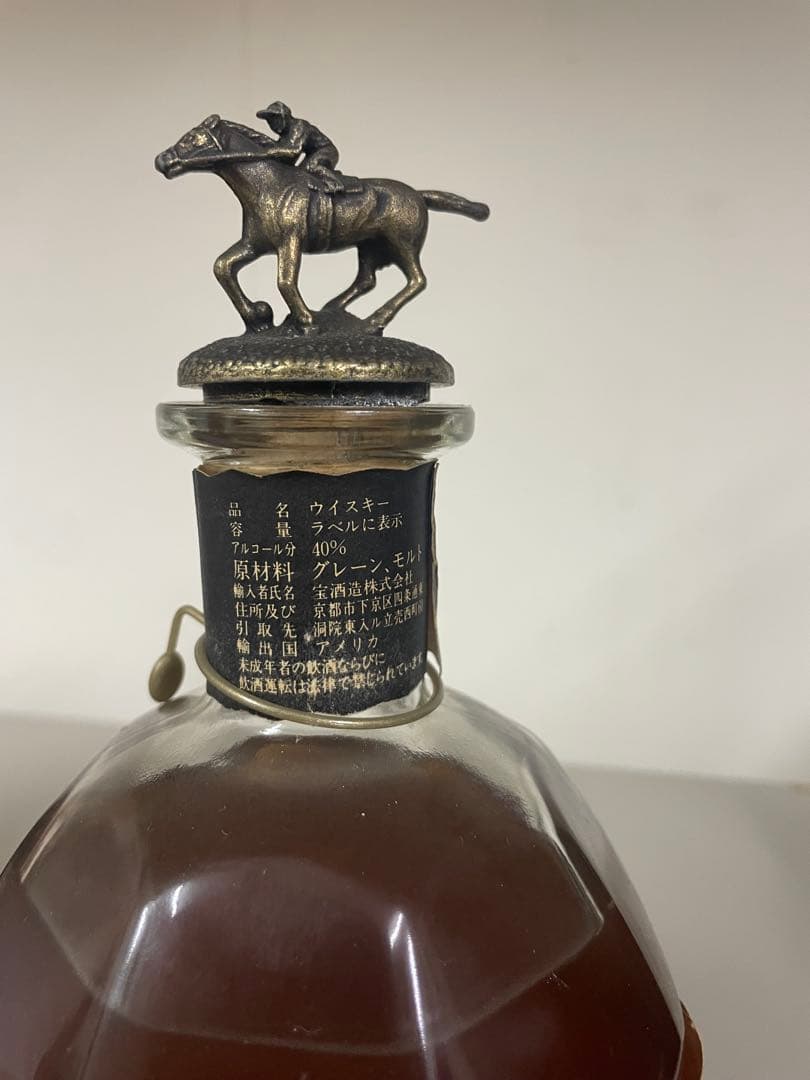 品名 ウイスキー
容量 ラベルに表示
アルコール分 40%
原材料 グレーン、モルト
輸入者氏名 宝酒造株式会社
住所及び 京都市下京区四条通東
引取先 洞院東入ル立売西町60
輸出国 アメリカ
未成年者の飲酒ならびに
飲酒運転は法律で禁じられています